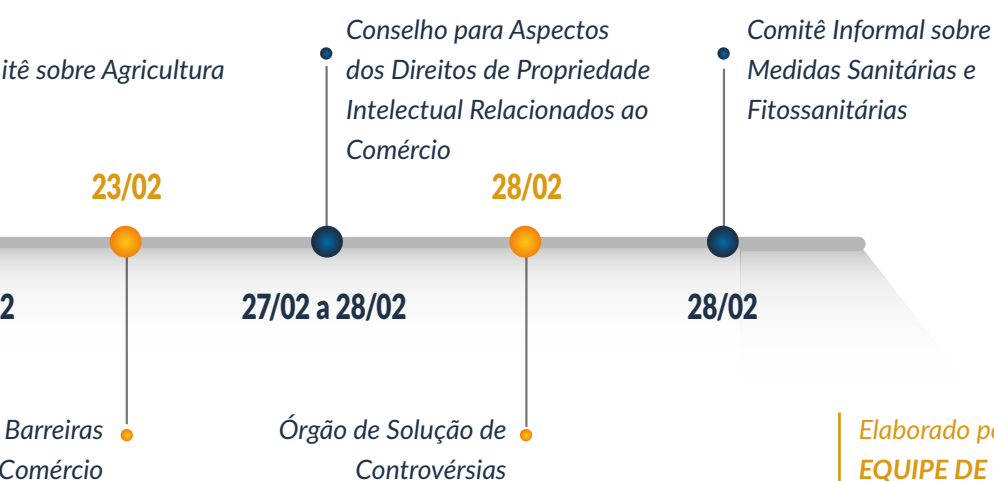 itê sobre Agricultura
Conselho para Aspectos
dos Direitos de Propriedade
Intelectual Relacionados ao
Comércio
Comitê Informal sobre
Medidas Sanitárias e
Fitossanitárias
23/02
28/02
2
27/02 a 28/02
28/02
Barreiras
Comércio
Órgão de Solução de
Controvérsias
Elaborado
EQUIPE DE